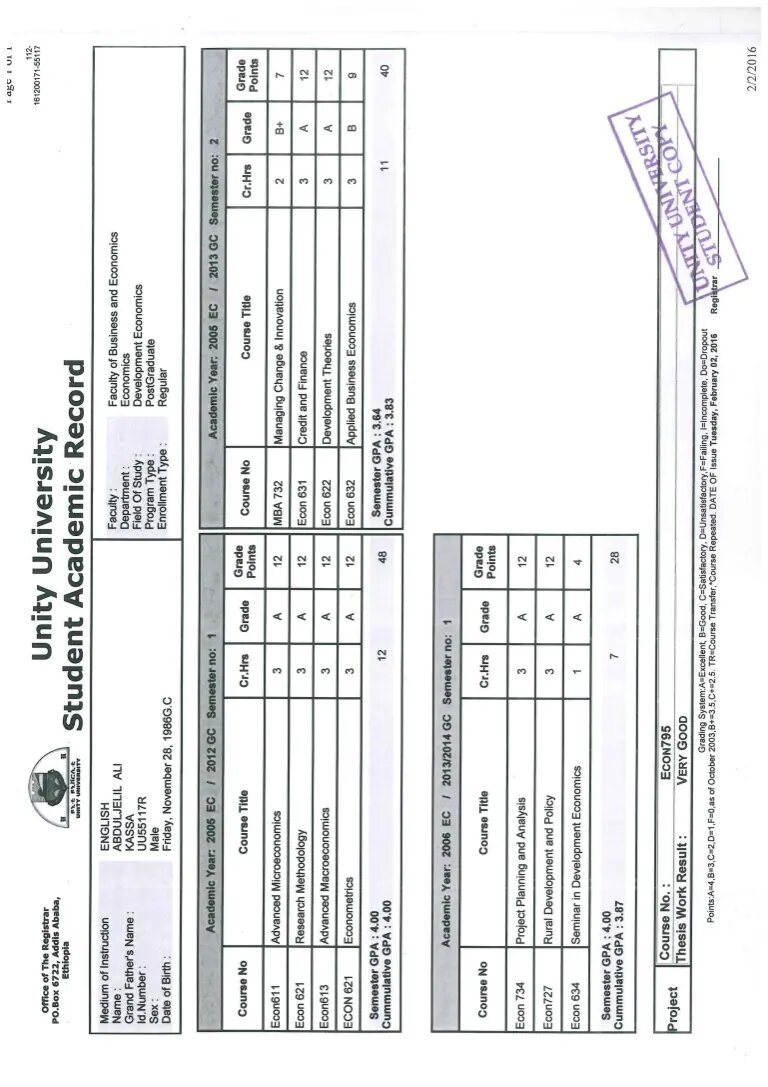 Page 1 of 1
112-
161200171-55117
Unity University
Student Academic Record
Office of The Registrar
PO.Box 6722, Addis Ababa,
Ethiopia
UNITY UNIVERSITY
Medium of Instruction ENGLISH
Name : ABDULJELIL ALI
Grand Father's Name : KASSA
Id.Number : UU55117R
Sex : Male
Date of Birth : Friday, November 28, 1986G.C
Faculty : Faculty of Business and Economics
Department : Economics
Field Of Study : Development Economics
Program Type : PostGraduate
Enrollment Type : Regular
Academic Year: 2005 EC / 2012 GC Semester no: 1
Course No Course Title Cr.Hrs Grade Grade Points
Econ611 Advanced Microeconomics 3 A 12
Econ 621 Research Methodology 3 A 12
Econ613 Advanced Macroeconomics 3 A 12
ECON 621 Econometrics 3 A 12
Semester GPA : 4.00 12 48
Cummulative GPA : 4.00
Academic Year: 2005 EC / 2013 GC Semester no: 2
Course No Course Title Cr.Hrs Grade Grade Points
MBA 732 Managing Change & Innovation 2 B+ 7
Econ 631 Credit and Finance 3 A 12
Econ 622 Development Theories 3 A 12
Econ 632 Applied Business Economics 3 B 9
Semester GPA : 3.64 11 40
Cummulative GPA : 3.83
Academic Year: 2006 EC / 2013/2014 GC Semester no: 1
Course No Course Title Cr.Hrs Grade Grade Points
Econ 734 Project Planning and Analysis 3 A 12
Econ727 Rural Development and Policy 3 A 12
Econ 634 Seminar in Development Economics 1 A 4
Semester GPA : 4.00 7 28
Cummulative GPA : 3.87
Project Course No. : ECON795
Thesis Work Result : VERY GOOD
Grading System:A=Excellent, B=Good, C=Satisfactory, D=Unsatisfactory,F=Failing, I=Incomplete, Do=Dropout
Points:A=4,B=3,C=2,D=1,F=0,as of October 2003,B+=3.5,C+=2.5. TR=Course Transfer,*Course Repeated. DATE OF Issue Tuesday, February 02, 2016 Registrar
UNITY UNIVERSITY
STUDENT COPY
2/2/2016